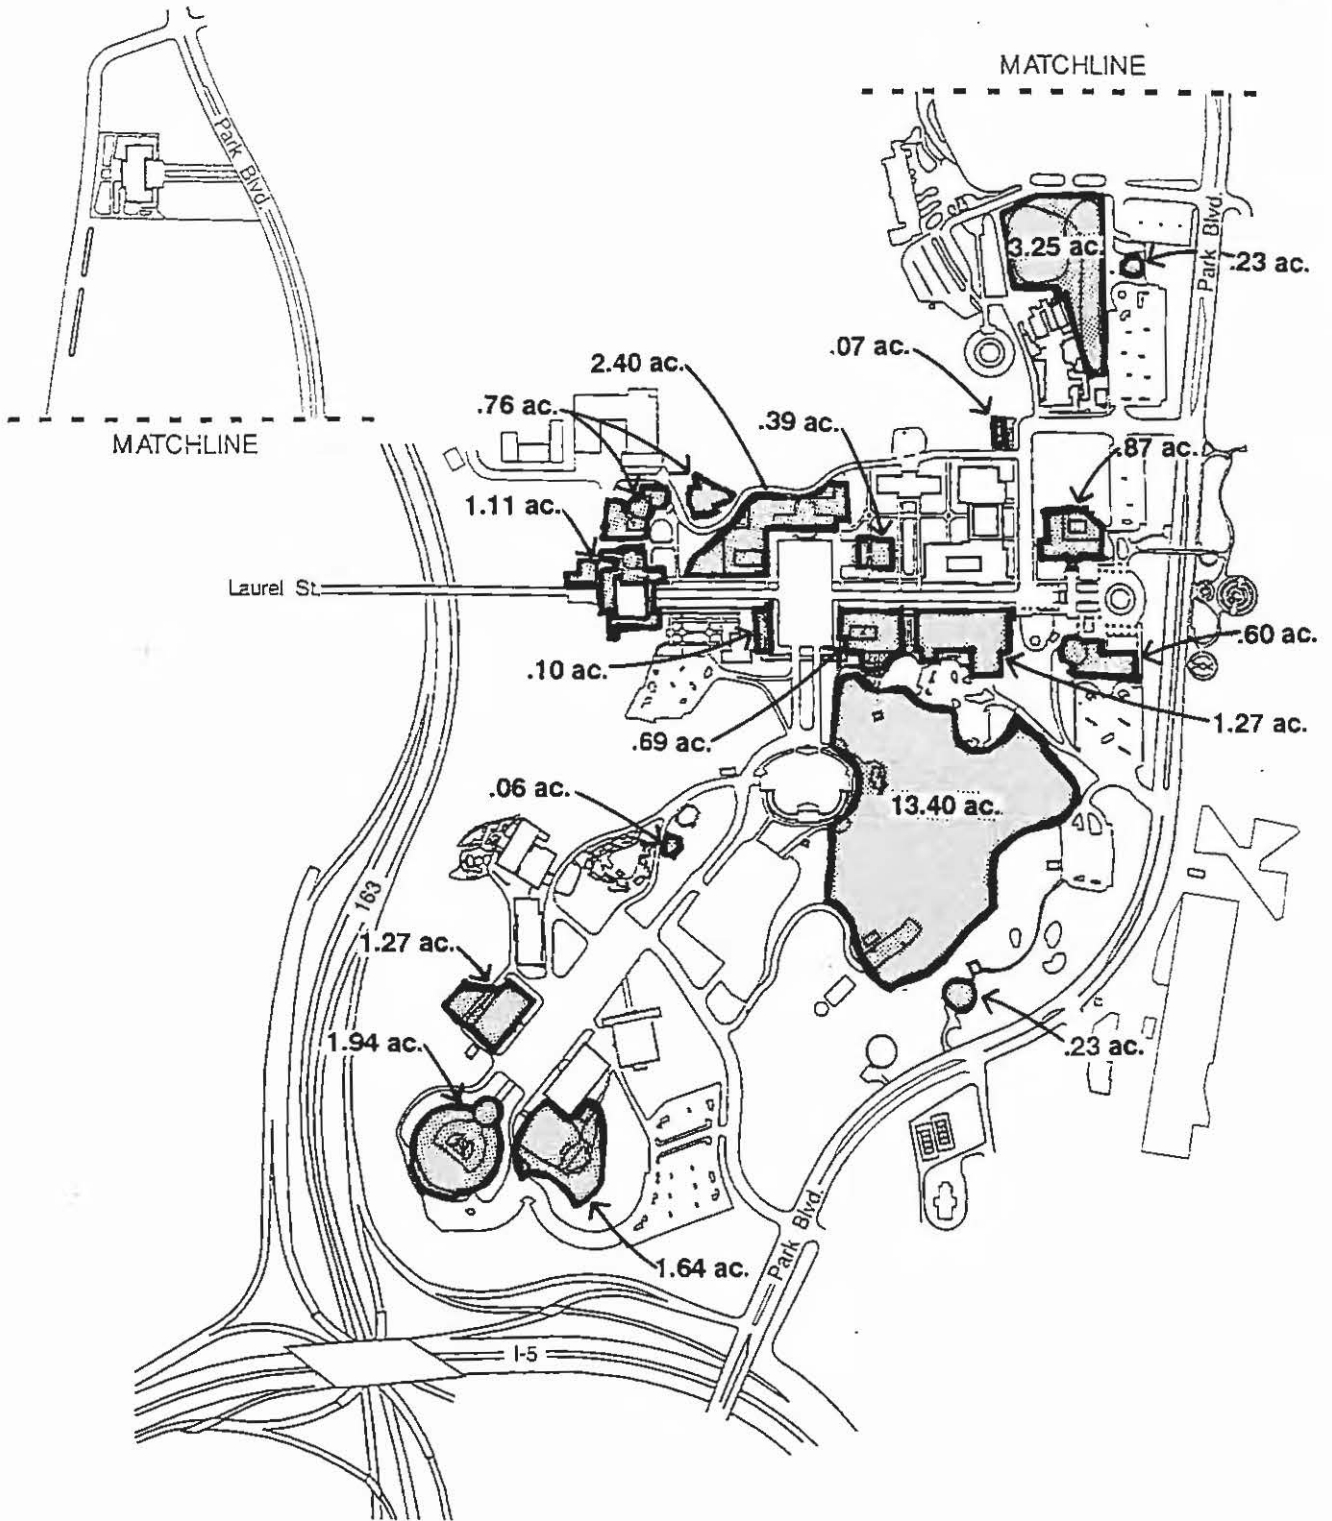 MATCHLINE
Park Blvd.
Park Blvd.
3.25 ac.
.23 ac.
.07 ac.
2.40 ac.
.76 ac.
.39 ac.
MATCHLINE
.87 ac.
1.11 ac.
Laurel St.
.60 ac.
.10 ac.
1.27 ac.
.69 ac.
.06 ac.
13.40 ac.
163
1.27 ac.
1.94 ac.
.23 ac.
Park Blvd.
1.64 ac.
I-5